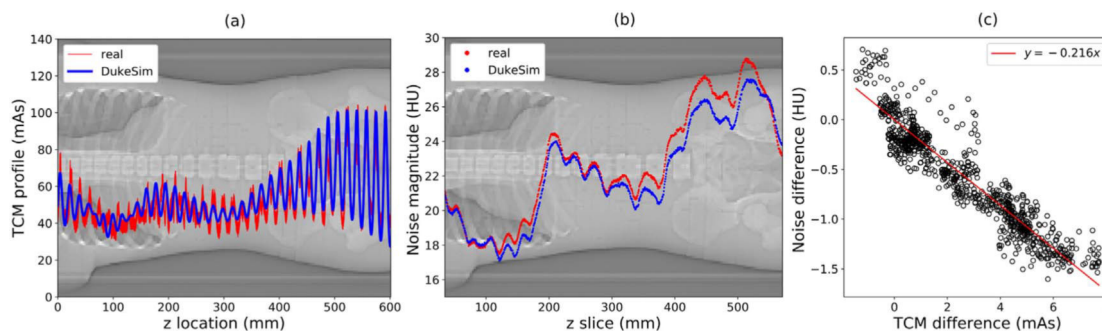 (a)
140
120
100
80
60
40
20
0
TCM profile (mAs)
real
DukeSim
0 100 200 300 400 500 600
z location (mm)
(b)
30
28
26
24
22
20
18
16
Noise magnitude (HU)
real
DukeSim
100 200 300 400 500
z slice (mm)
(c)
0.5
0.0
−0.5
−1.0
−1.5
Noise difference (HU)
y = −0.216x
0 2 4 6
TCM difference (mAs)